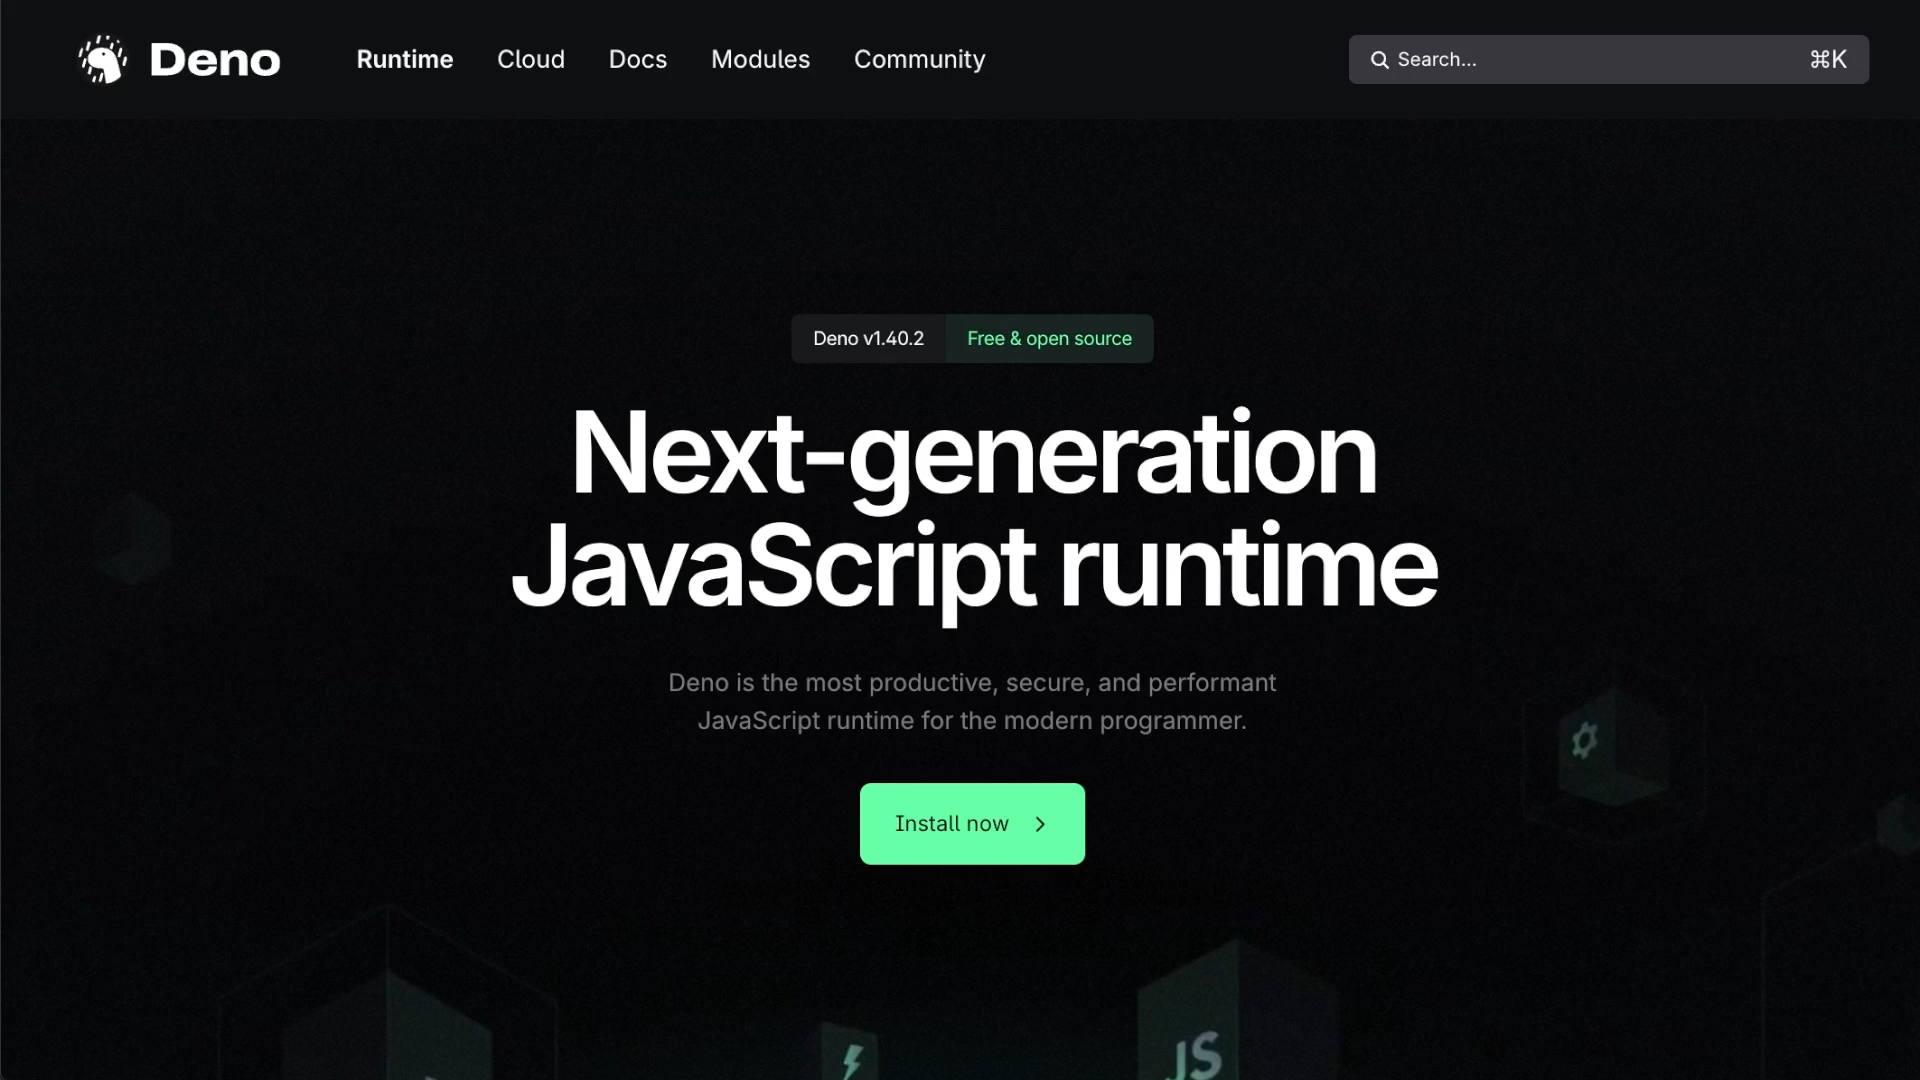 Deno
Runtime
Cloud
Docs
Modules
Community
Search...
⌘K
Deno v1.40.2
Free & open source
Next-generation
JavaScript runtime
Deno is the most productive, secure, and performant
JavaScript runtime for the modern programmer.
Install now
JS